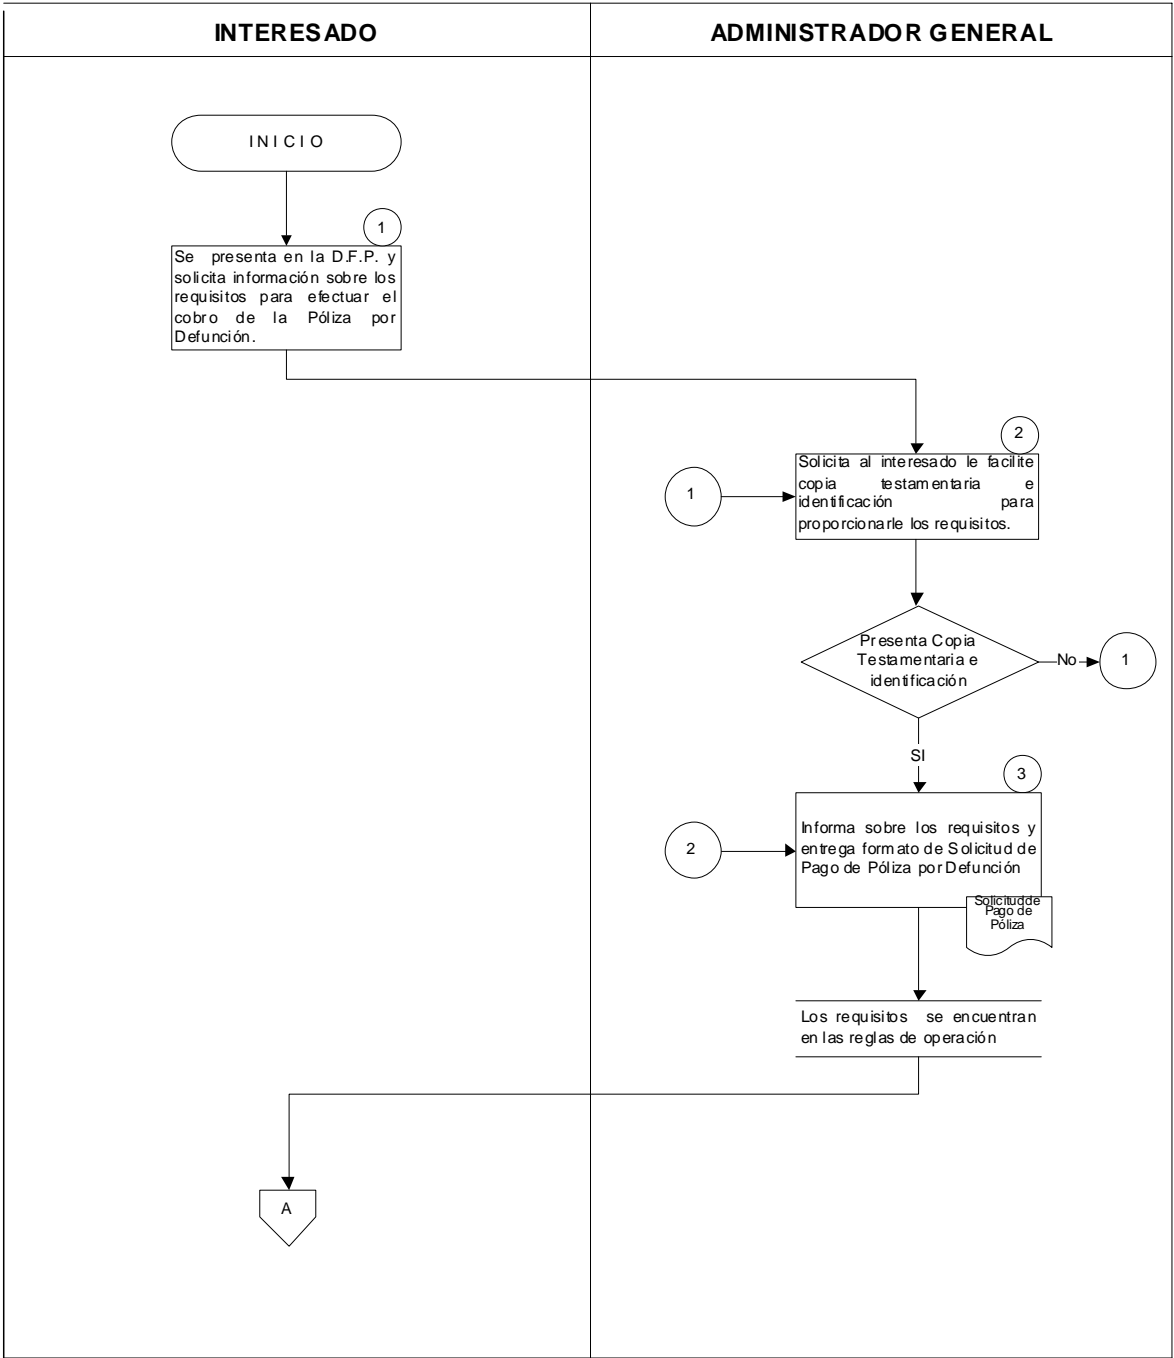 INTERESADO
ADMINISTRADOR GENERAL
INICIO
1
Se presenta en la D.F.P. y
solicita información sobre los
requisitos para efectuar el
cobro de la Póliza por
Defunción.
2
Solicita al interesado le facilite
copia testamentaria e
identificación para
proporcionarle los requisitos.
1
Presenta Copia
Testamentaria e
identificación
No
1
SI
3
Informa sobre los requisitos y
entrega formato de Solicitud de
Pago de Póliza por Defunción
2
Solicitud de
Pago de
Póliza
Los requisitos se encuentran
en las reglas de operación
A